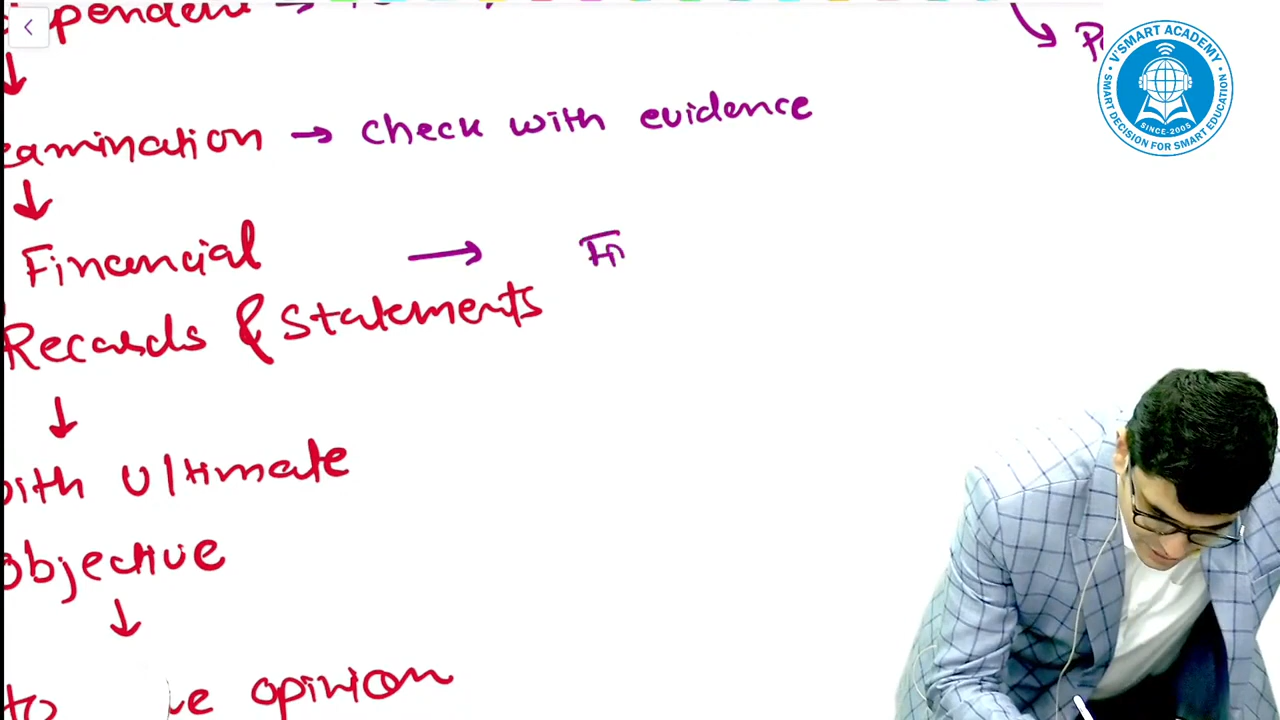 →
↓
→ Check with evidence
↓
Financial →
Records & Statements
↓
with Ultimate
Objective
↓
to opinion
V'SMART ACADEMY
SMART DECISION FOR SMART EDUCATION
SINCE-2005